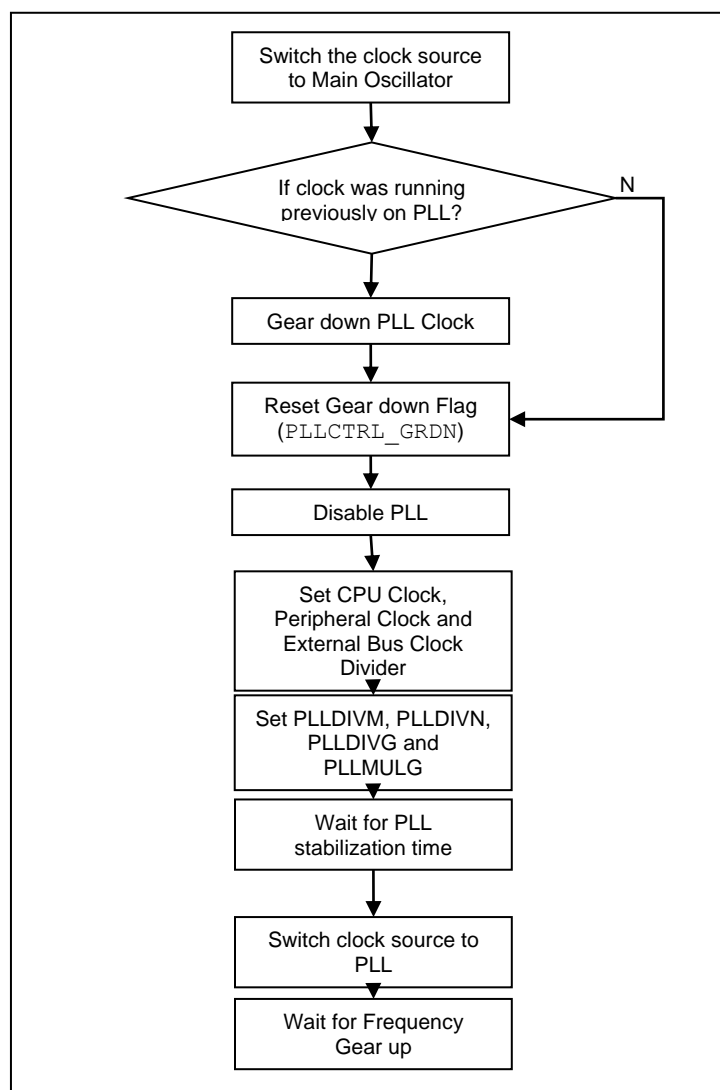 Switch the clock source
to Main Oscillator
If clock was running
previously on PLL?
N
Gear down PLL Clock
Reset Gear down Flag
(PLLCTRL_GRDN)
Disable PLL
Set CPU Clock,
Peripheral Clock and
External Bus Clock
Divider
Set PLLDIVM, PLLDIVN,
PLLDIVG and
PLLMULG
Wait for PLL
stabilization time
Switch clock source to
PLL
Wait for Frequency
Gear up